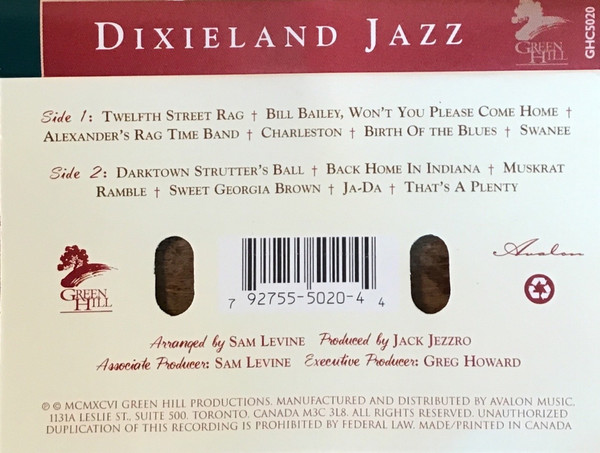 DIXIELAND JAZZ
GREEN HILL
GHC5020
Side 1: TWELFTH STREET RAG † BILL BAILEY, WON'T YOU PLEASE COME HOME †
ALEXANDER'S RAG TIME BAND † CHARLESTON † BIRTH OF THE BLUES † SWANEE
Side 2: DARKTOWN STRUTTER'S BALL † BACK HOME IN INDIANA † MUSKRAT
RAMBLE † SWEET GEORGIA BROWN † JA-DA † THAT'S A PLENTY
GREEN
HILL
7 92755-5020-4 4
Avalon
Arranged by SAM LEVINE Produced by JACK JEZZRO
Associate Producer: SAM LEVINE Executive Producer: GREG HOWARD
℗ © MCMXCVI GREEN HILL PRODUCTIONS. MANUFACTURED AND DISTRIBUTED BY AVALON MUSIC,
1131A LESLIE ST., SUITE 500, TORONTO, CANADA M3C 3L8. ALL RIGHTS RESERVED. UNAUTHORIZED
DUPLICATION OF THIS RECORDING IS PROHIBITED BY FEDERAL LAW. MADE/PRINTED IN CANADA